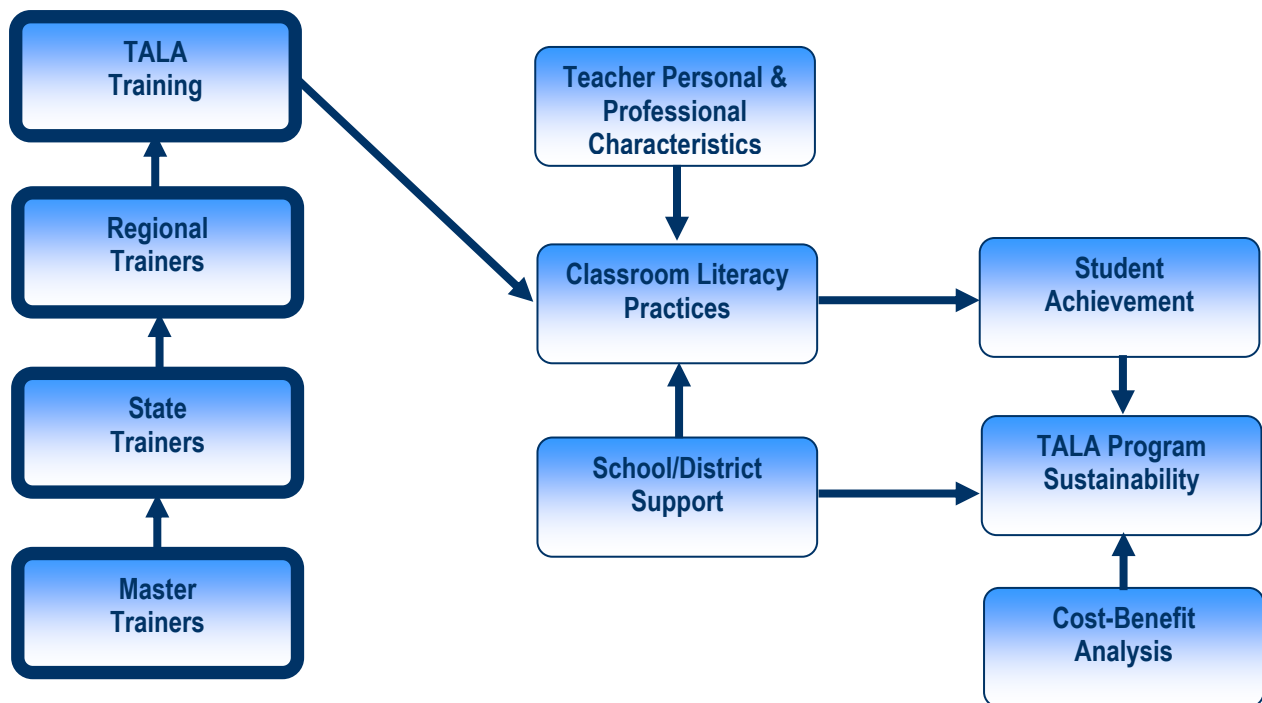 TALA
Training
Regional
Trainers
State
Trainers
Master
Trainers
Teacher Personal &
Professional
Characteristics
Classroom Literacy
Practices
School/District
Support
Student
Achievement
TALA Program
Sustainability
Cost-Benefit
Analysis